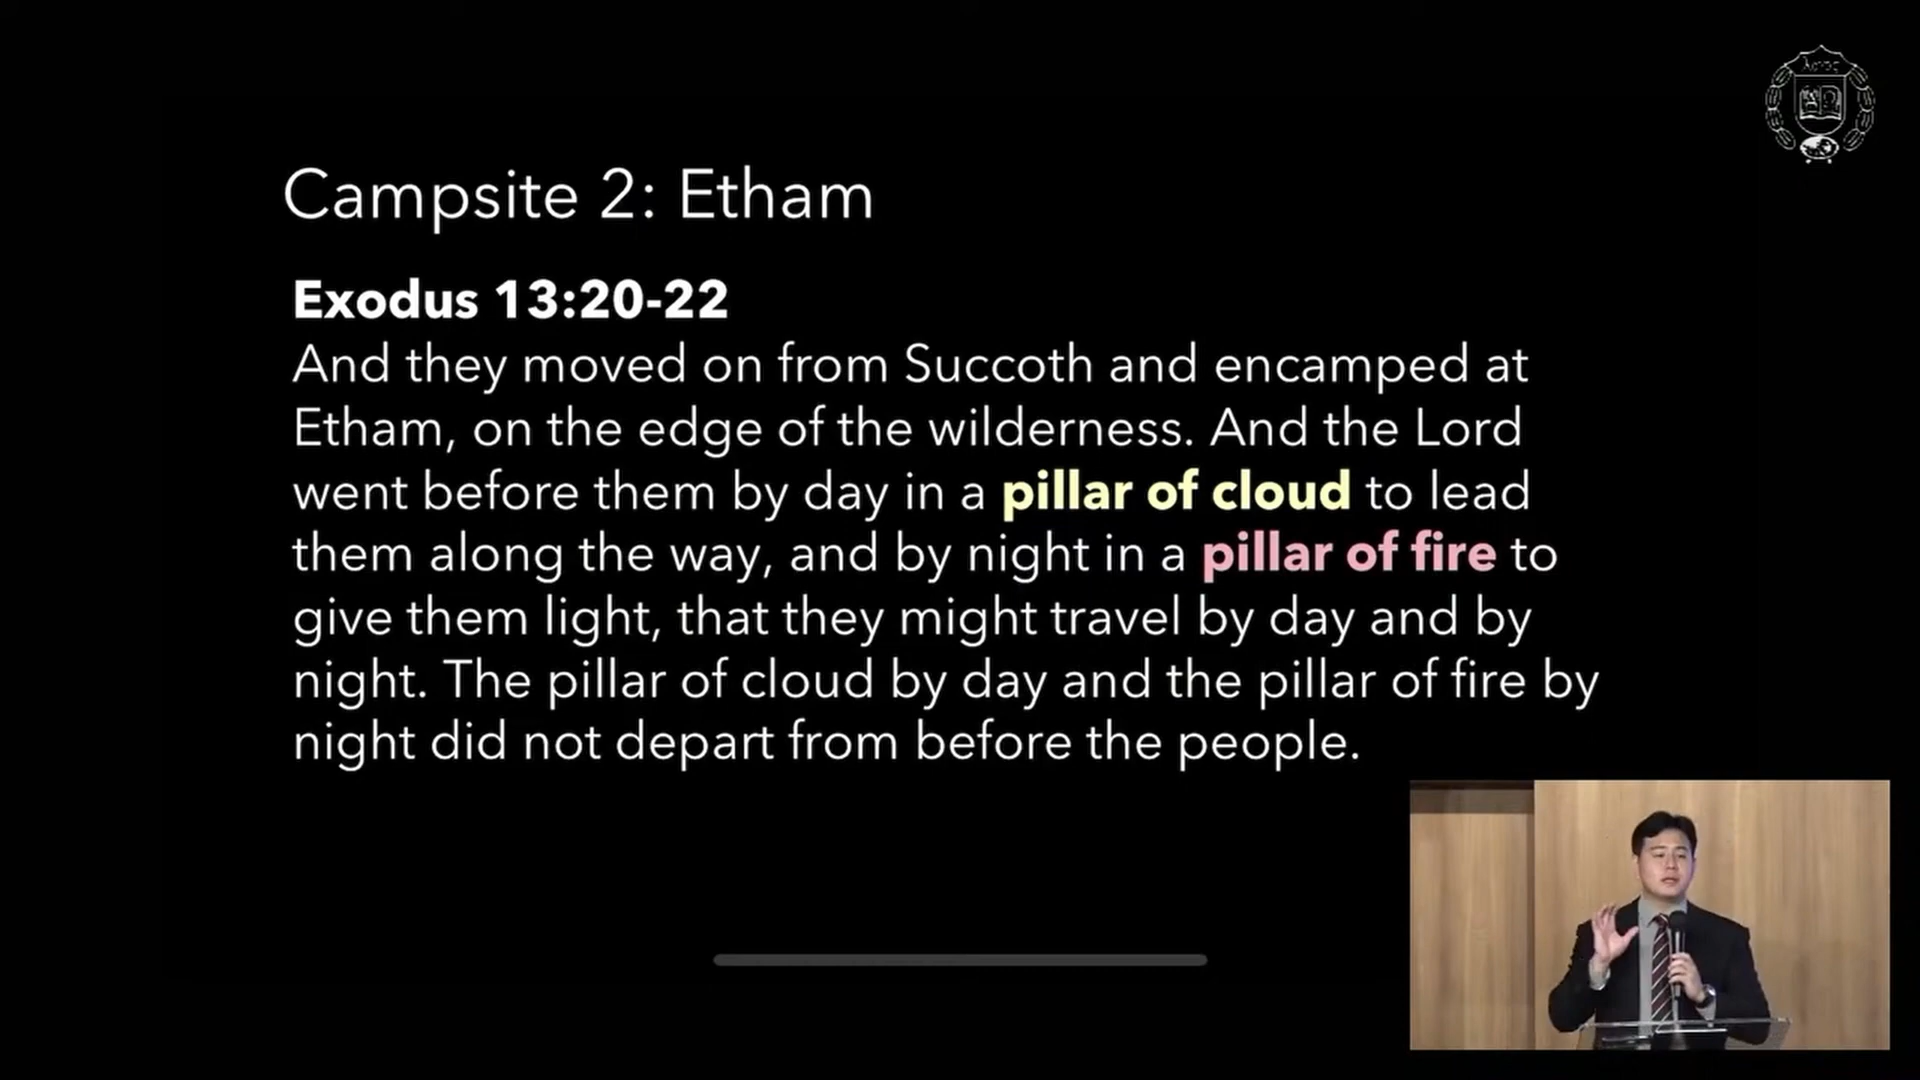 Λόγος
Campsite 2: Etham
Exodus 13:20-22
And they moved on from Succoth and encamped at
Etham, on the edge of the wilderness. And the Lord
went before them by day in a pillar of cloud to lead
them along the way, and by night in a pillar of fire to
give them light, that they might travel by day and by
night. The pillar of cloud by day and the pillar of fire by
night did not depart from before the people.